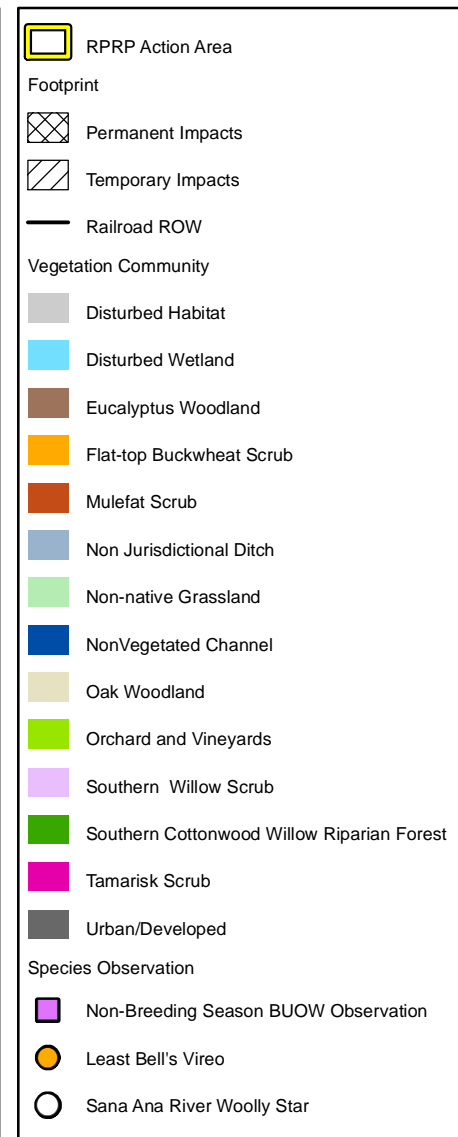 RPRP Action Area
Footprint
Permanent Impacts
Temporary Impacts
Railroad ROW
Vegetation Community
Disturbed Habitat
Disturbed Wetland
Eucalyptus Woodland
Flat-top Buckwheat Scrub
Mulefat Scrub
Non Jurisdictional Ditch
Non-native Grassland
NonVegetated Channel
Oak Woodland
Orchard and Vineyards
Southern  Willow Scrub
Southern Cottonwood Willow Riparian Forest
Tamarisk Scrub
Urban/Developed
Species Observation
Non-Breeding Season BUOW Observation
Least Bell's Vireo
Sana Ana River Woolly Star